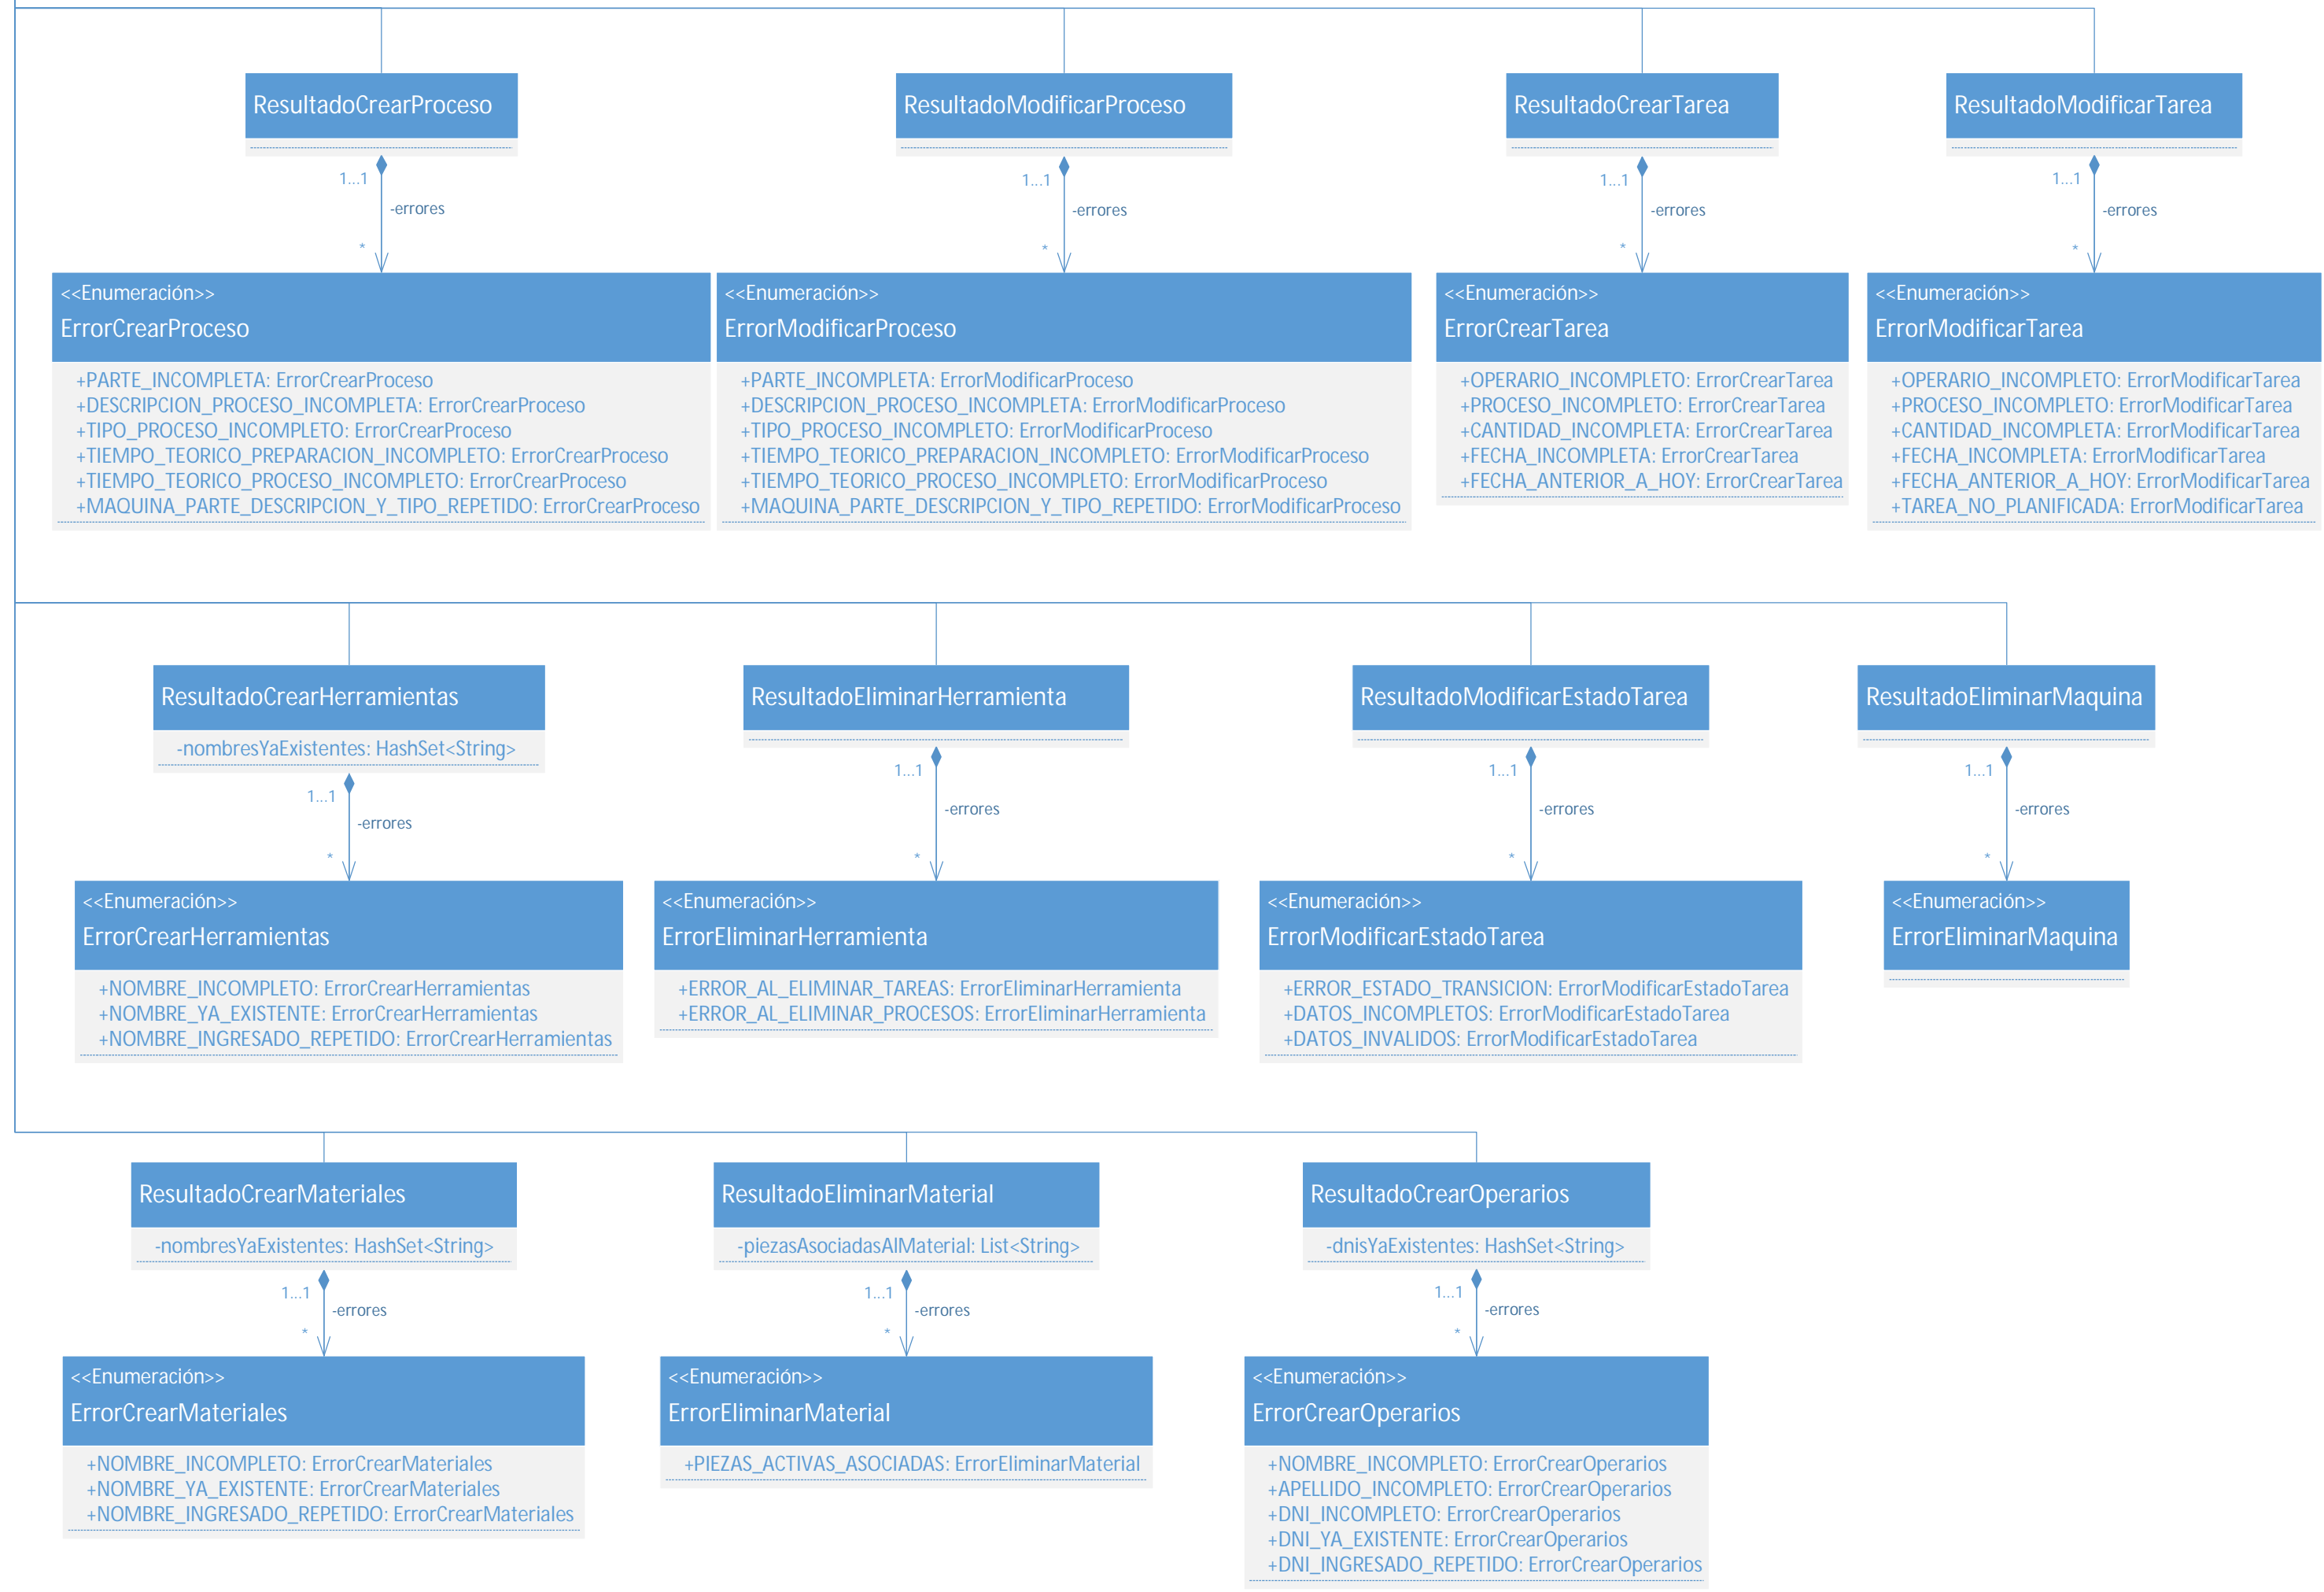 ResultadoCrearProceso
ResultadoModificarProceso
ResultadoCrearTarea
ResultadoModificarTarea
1...1
-errores
*
1...1
-errores
*
1...1
-errores
*
1...1
-errores
*
<<Enumeración>>
ErrorCrearProceso
+PARTE_INCOMPLETA: ErrorCrearProceso
+DESCRIPCION_PROCESO_INCOMPLETA: ErrorCrearProceso
+TIPO_PROCESO_INCOMPLETO: ErrorCrearProceso
+TIEMPO_TEORICO_PREPARACION_INCOMPLETO: ErrorCrearProceso
+TIEMPO_TEORICO_PROCESO_INCOMPLETO: ErrorCrearProceso
+MAQUINA_PARTE_DESCRIPCION_Y_TIPO_REPETIDO: ErrorCrearProceso
<<Enumeración>>
ErrorModificarProceso
+PARTE_INCOMPLETA: ErrorModificarProceso
+DESCRIPCION_PROCESO_INCOMPLETA: ErrorModificarProceso
+TIPO_PROCESO_INCOMPLETO: ErrorModificarProceso
+TIEMPO_TEORICO_PREPARACION_INCOMPLETO: ErrorModificarProceso
+TIEMPO_TEORICO_PROCESO_INCOMPLETO: ErrorModificarProceso
+MAQUINA_PARTE_DESCRIPCION_Y_TIPO_REPETIDO: ErrorModificarProceso
<<Enumeración>>
ErrorCrearTarea
+OPERARIO_INCOMPLETO: ErrorCrearTarea
+PROCESO_INCOMPLETO: ErrorCrearTarea
+CANTIDAD_INCOMPLETA: ErrorCrearTarea
+FECHA_INCOMPLETA: ErrorCrearTarea
+FECHA_ANTERIOR_A_HOY: ErrorCrearTarea
<<Enumeración>>
ErrorModificarTarea
+OPERARIO_INCOMPLETO: ErrorModificarTarea
+PROCESO_INCOMPLETO: ErrorModificarTarea
+CANTIDAD_INCOMPLETA: ErrorModificarTarea
+FECHA_INCOMPLETA: ErrorModificarTarea
+FECHA_ANTERIOR_A_HOY: ErrorModificarTarea
+TAREA_NO_PLANIFICADA: ErrorModificarTarea
ResultadoCrearHerramientas
-nombresYaExistentes: HashSet<String>
ResultadoEliminarHerramienta
ResultadoModificarEstadoTarea
ResultadoEliminarMaquina
1...1
-errores
*
1...1
-errores
*
1...1
-errores
*
1...1
-errores
*
<<Enumeración>>
ErrorCrearHerramientas
+NOMBRE_INCOMPLETO: ErrorCrearHerramientas
+NOMBRE_YA_EXISTENTE: ErrorCrearHerramientas
+NOMBRE_INGRESADO_REPETIDO: ErrorCrearHerramientas
<<Enumeración>>
ErrorEliminarHerramienta
+ERROR_AL_ELIMINAR_TAREAS: ErrorEliminarHerramienta
+ERROR_AL_ELIMINAR_PROCESOS: ErrorEliminarHerramienta
<<Enumeración>>
ErrorModificarEstadoTarea
+ERROR_ESTADO_TRANSICION: ErrorModificarEstadoTarea
+DATOS_INCOMPLETOS: ErrorModificarEstadoTarea
+DATOS_INVALIDOS: ErrorModificarEstadoTarea
<<Enumeración>>
ErrorEliminarMaquina
ResultadoCrearMateriales
-nombresYaExistentes: HashSet<String>
ResultadoEliminarMaterial
-piezasAsociadasAlMaterial: List<String>
ResultadoCrearOperarios
-dnisYaExistentes: HashSet<String>
1...1
-errores
*
1...1
-errores
*
1...1
-errores
*
<<Enumeración>>
ErrorCrearMateriales
+NOMBRE_INCOMPLETO: ErrorCrearMateriales
+NOMBRE_YA_EXISTENTE: ErrorCrearMateriales
+NOMBRE_INGRESADO_REPETIDO: ErrorCrearMateriales
<<Enumeración>>
ErrorEliminarMaterial
+PIEZAS_ACTIVAS_ASOCIADAS: ErrorEliminarMaterial
<<Enumeración>>
ErrorCrearOperarios
+NOMBRE_INCOMPLETO: ErrorCrearOperarios
+APELLIDO_INCOMPLETO: ErrorCrearOperarios
+DNI_INCOMPLETO: ErrorCrearOperarios
+DNI_YA_EXISTENTE: ErrorCrearOperarios
+DNI_INGRESADO_REPETIDO: ErrorCrearOperarios